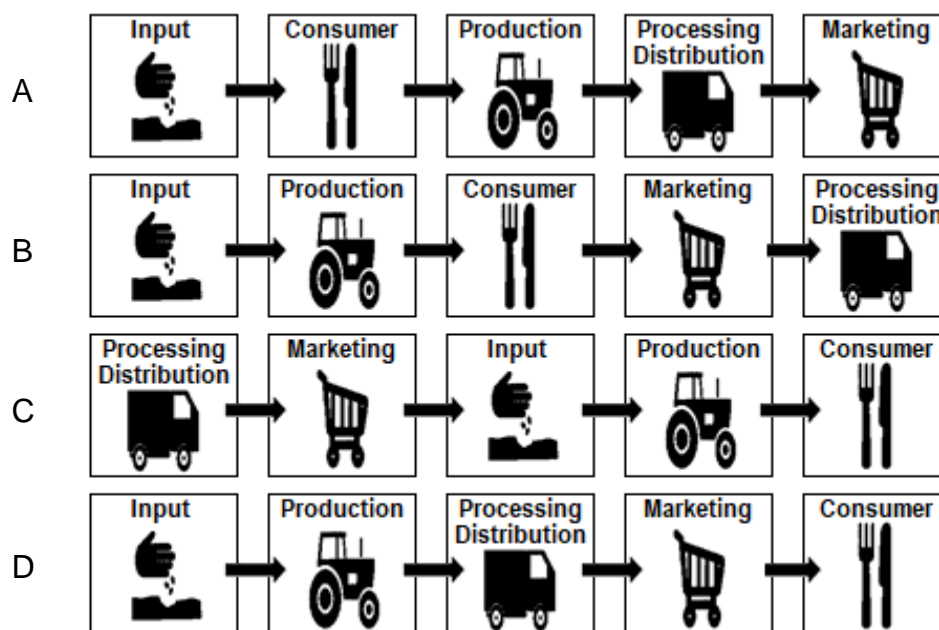 A
Input
Consumer
Production
Processing
Distribution
Marketing
B
Input
Production
Consumer
Marketing
Processing
Distribution
C
Processing
Distribution
Marketing
Input
Production
Consumer
D
Input
Production
Processing
Distribution
Marketing
Consumer